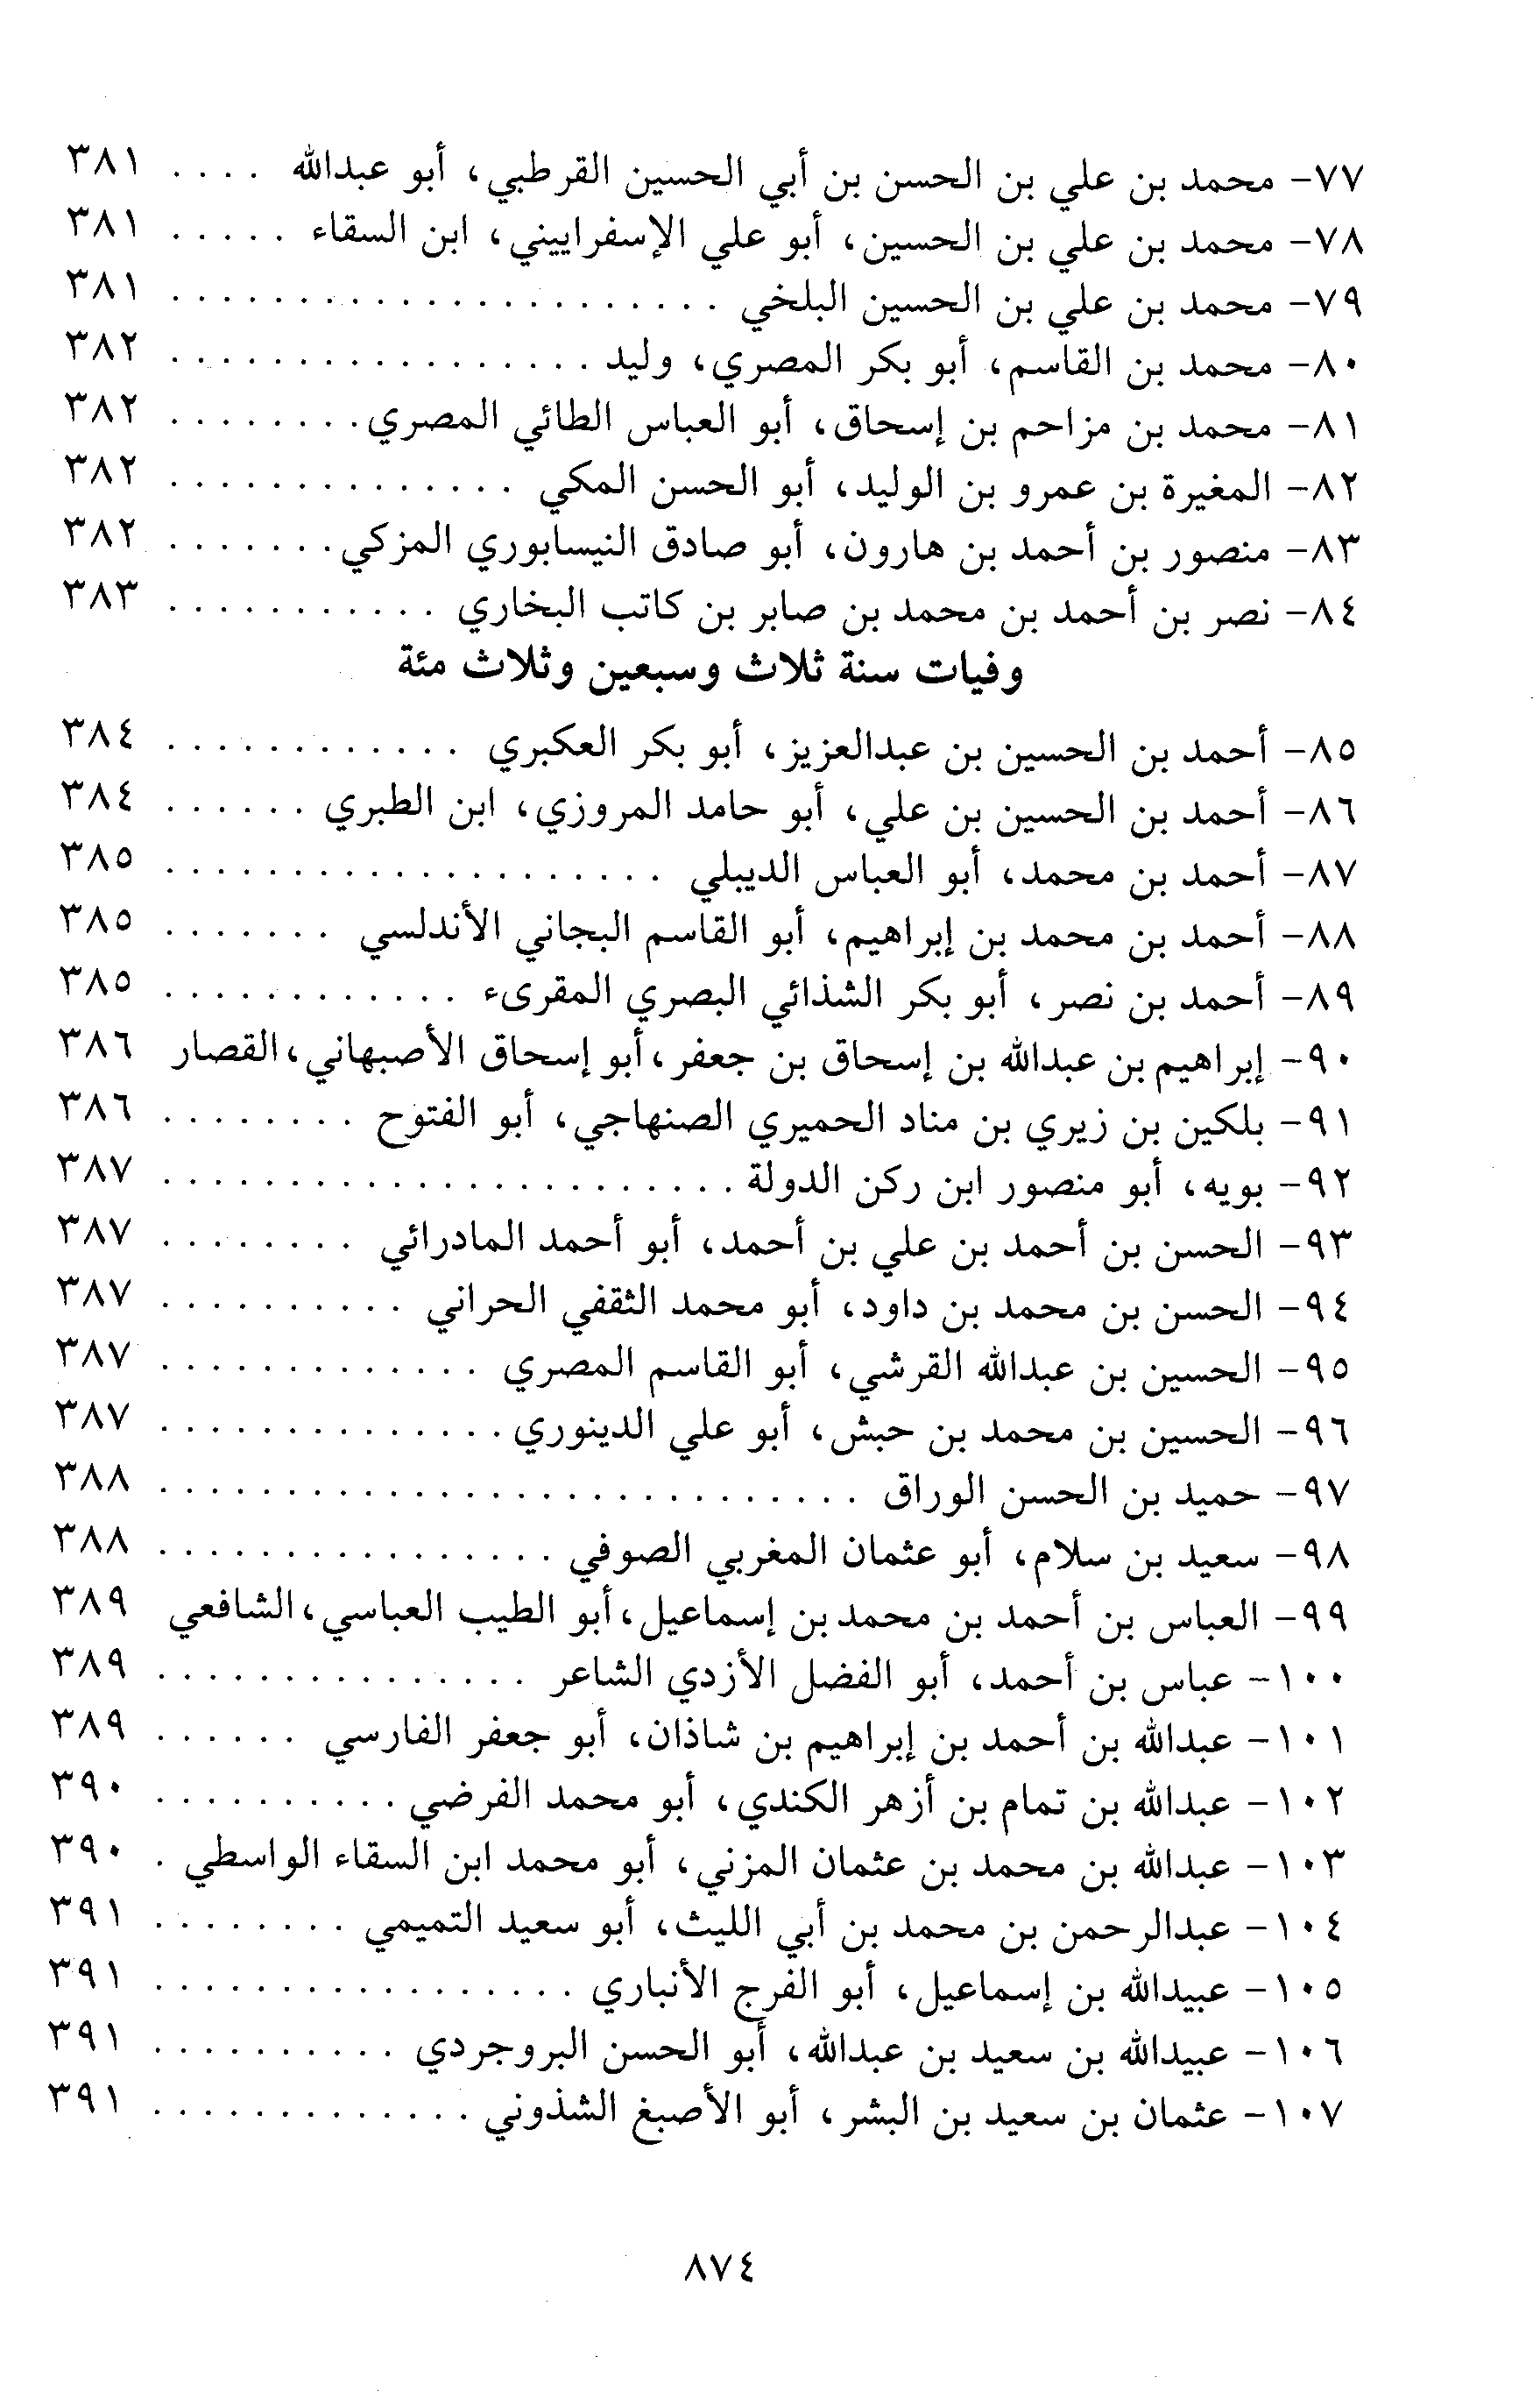 ٧٧- محمد بن علي بن الحسن بن أبي الحسين القرطبي، أبو عبدالله . . . . ٣٨١
٧٨- محمد بن علي بن الحسين، أبو علي الإسفراييني، ابن السقاء . . . . . ٣٨١
٧٩- محمد بن علي بن الحسين البلخي . . . . . . . . . . . . . . . . . . . . . . ٣٨١
٨٠- محمد بن القاسم، أبو بكر المصري، وليد . . . . . . . . . . . . . . . . . ٣٨٢
٨١- محمد بن مزاحم بن إسحاق، أبو العباس الطائي المصري. . . . . . . . ٣٨٢
٨٢- المغيرة بن عمرو بن الوليد، أبو الحسن المكي . . . . . . . . . . . . . . ٣٨٢
٨٣- منصور بن أحمد بن هارون، أبو صادق النيسابوري المزكي. . . . . . . ٣٨٢
٨٤- نصر بن أحمد بن محمد بن صابر بن كاتب البخاري . . . . . . . . . . . ٣٨٣
وفيات سنة ثلاث وسبعين وثلاث مئة
٨٥- أحمد بن الحسين بن عبدالعزيز، أبو بكر العكبري . . . . . . . . . . . . ٣٨٤
٨٦- أحمد بن الحسين بن علي، أبو حامد المروزي، ابن الطبري . . . . . . ٣٨٤
٨٧- أحمد بن محمد، أبو العباس الديبلي . . . . . . . . . . . . . . . . . . . . ٣٨٥
٨٨- أحمد بن محمد بن إبراهيم، أبو القاسم البجاني الأندلسي . . . . . . . ٣٨٥
٨٩- أحمد بن نصر، أبو بكر الشذائي البصري المقرىء . . . . . . . . . . . . ٣٨٥
٩٠- إبراهيم بن عبدالله بن إسحاق بن جعفر، أبو إسحاق الأصبهاني، القصار ٣٨٦
٩١- بلكين بن زيري بن مناد الحميري الصنهاجي، أبو الفتوح . . . . . . . . ٣٨٦
٩٢- بويه، أبو منصور ابن ركن الدولة . . . . . . . . . . . . . . . . . . . . . . . ٣٨٧
٩٣- الحسن بن أحمد بن علي بن أحمد، أبو أحمد المادرائي . . . . . . . . ٣٨٧
٩٤- الحسن بن محمد بن داود، أبو محمد الثقفي الحراني . . . . . . . . . . ٣٨٧
٩٥- الحسين بن عبدالله القرشي، أبو القاسم المصري . . . . . . . . . . . . . ٣٨٧
٩٦- الحسين بن محمد بن حبش، أبو علي الدينوري . . . . . . . . . . . . . . ٣٨٧
٩٧- حميد بن الحسن الوراق . . . . . . . . . . . . . . . . . . . . . . . . . . . . ٣٨٨
٩٨- سعيد بن سلام، أبو عثمان المغربي الصوفي . . . . . . . . . . . . . . . . ٣٨٨
٩٩- العباس بن أحمد بن محمد بن إسماعيل، أبو الطيب العباسي، الشافعي ٣٨٩
١٠٠- عباس بن أحمد، أبو الفضل الأزدي الشاعر . . . . . . . . . . . . . . . ٣٨٩
١٠١- عبدالله بن أحمد بن إبراهيم بن شاذان، أبو جعفر الفارسي . . . . . . ٣٨٩
١٠٢- عبدالله بن تمام بن أزهر الكندي، أبو محمد الفرضي . . . . . . . . . . ٣٩٠
١٠٣- عبدالله بن محمد بن عثمان المزني، أبو محمد ابن السقاء الواسطي . ٣٩٠
١٠٤- عبدالرحمن بن محمد بن أبي الليث، أبو سعيد التميمي . . . . . . . . ٣٩١
١٠٥- عبيدالله بن إسماعيل، أبو الفرج الأنباري . . . . . . . . . . . . . . . . . ٣٩١
١٠٦- عبيدالله بن سعيد بن عبدالله، أبو الحسن البروجردي . . . . . . . . . . ٣٩١
١٠٧- عثمان بن سعيد بن البشر، أبو الأصبغ الشذوني . . . . . . . . . . . . . ٣٩١
٨٧٤